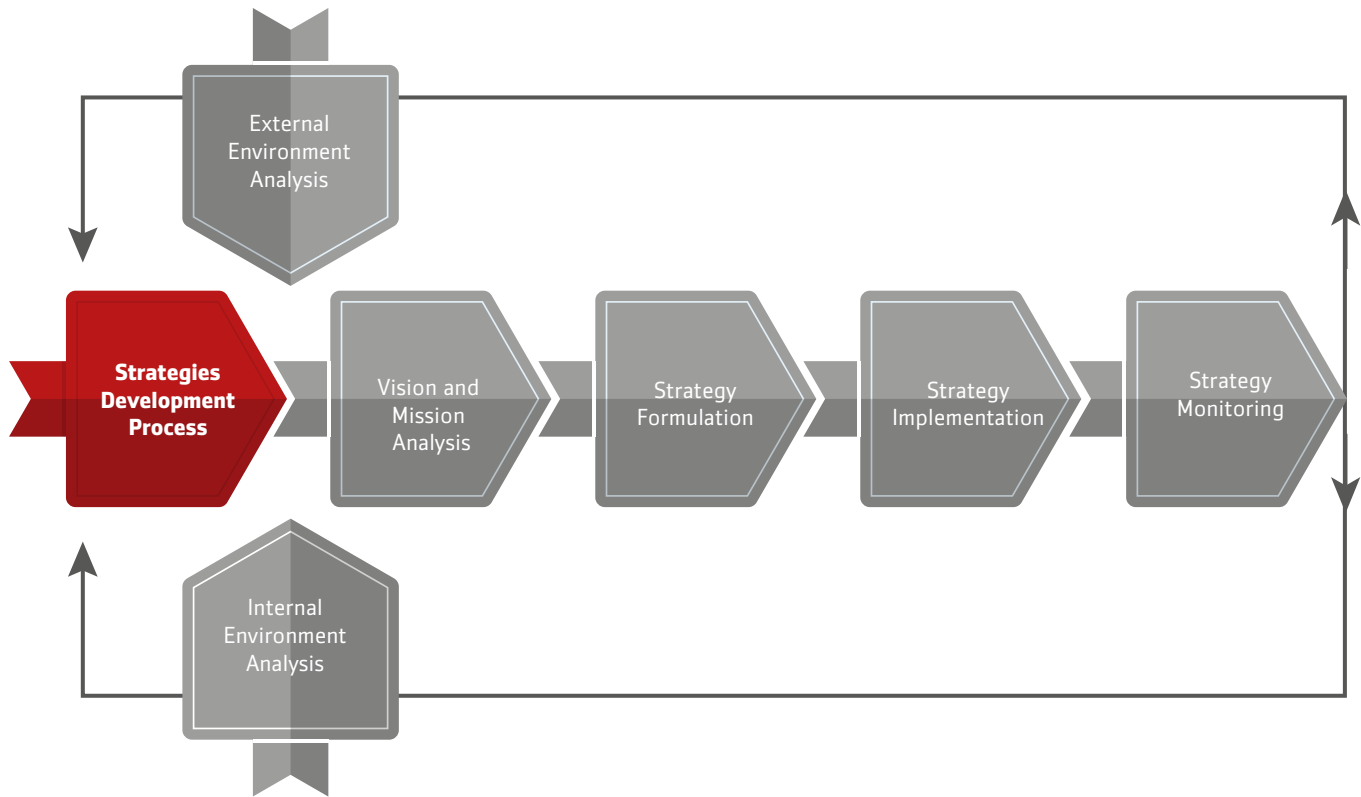 External
Environment
Analysis
Strategies
Development
Process
Vision and
Mission
Analysis
Strategy
Formulation
Strategy
Implementation
Strategy
Monitoring
Internal
Environment
Analysis